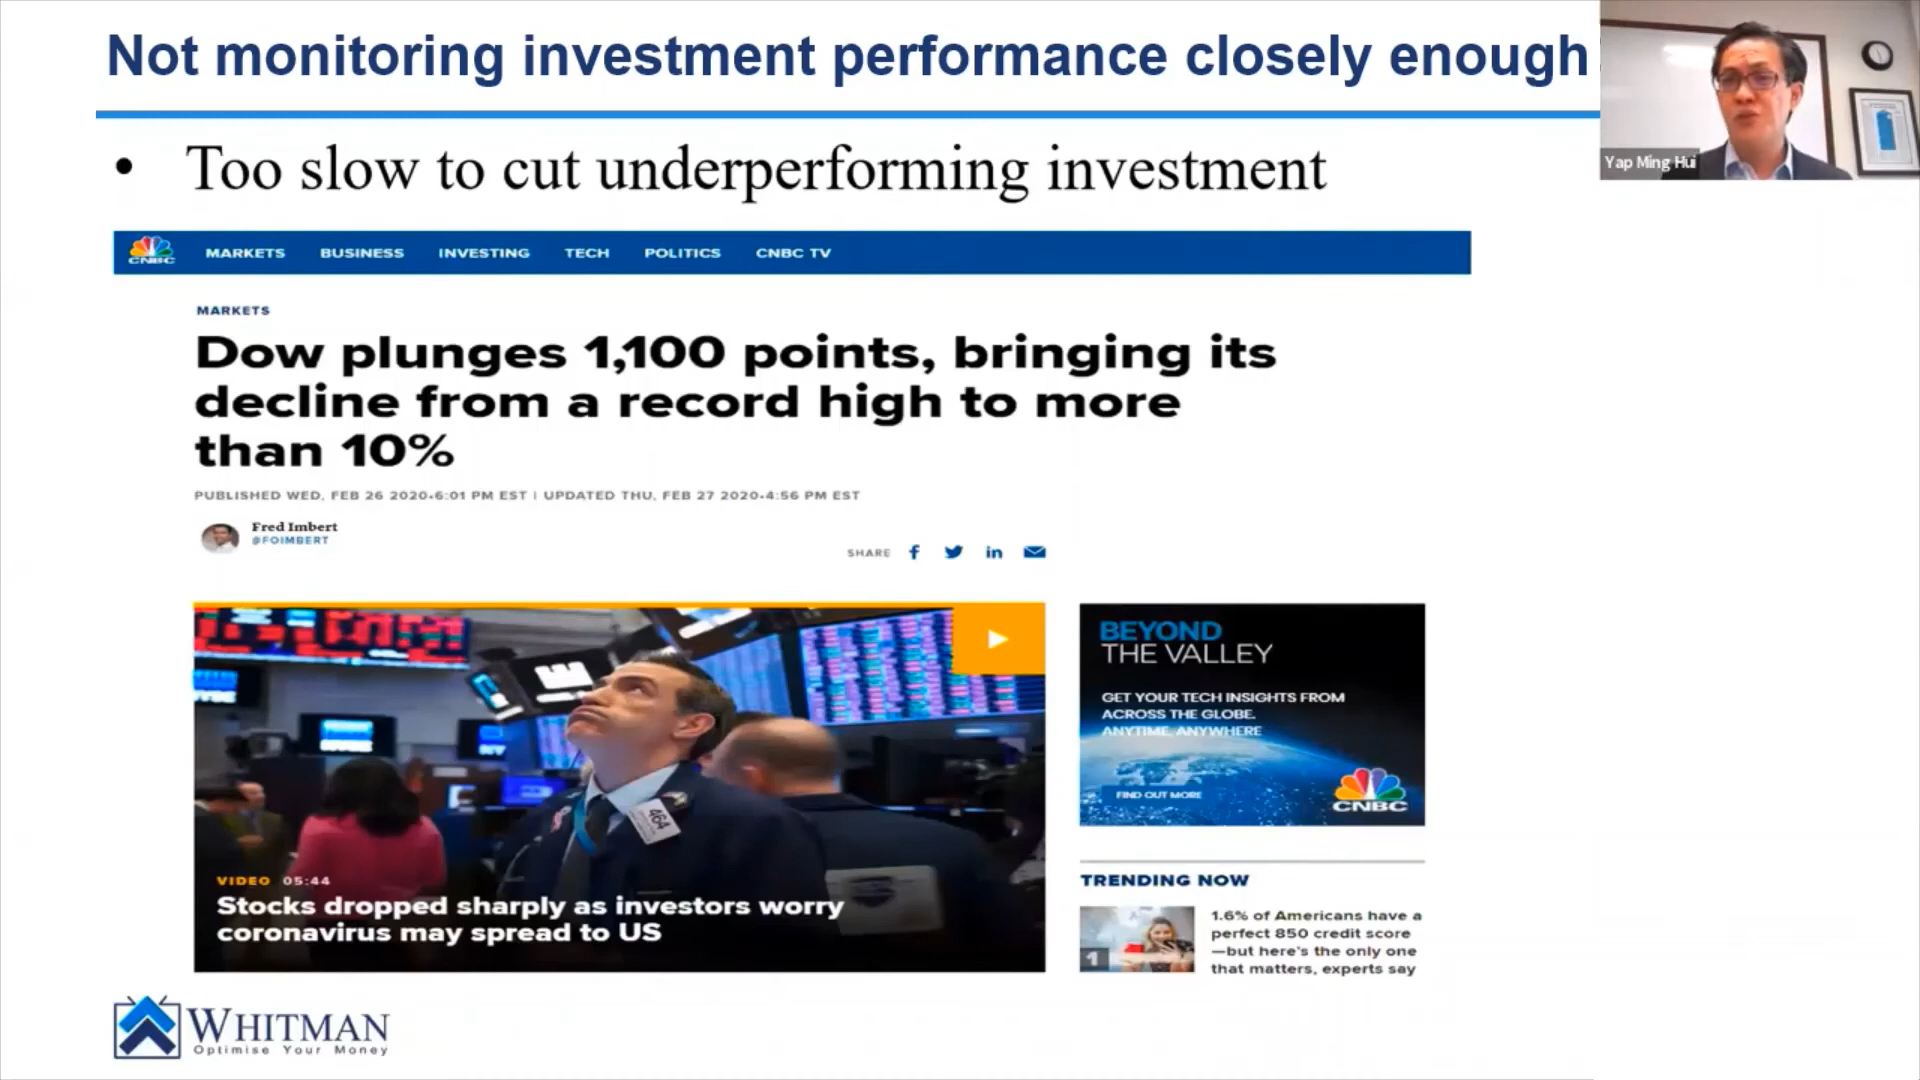 Not monitoring investment performance closely enough
Yap Ming Hui
• Too slow to cut underperforming investment
CNBC
MARKETS BUSINESS INVESTING TECH POLITICS CNBC TV
MARKETS
Dow plunges 1,100 points, bringing its
decline from a record high to more
than 10%
PUBLISHED WED, FEB 26 2020•6:01 PM EST | UPDATED THU, FEB 27 2020•4:56 PM EST
Fred Imbert
@FOIMBERT
SHARE
BEYOND
THE VALLEY
GET YOUR TECH INSIGHTS FROM
ACROSS THE GLOBE.
ANYTIME, ANYWHERE
FIND OUT MORE
CNBC
464
VIDEO 05:44
Stocks dropped sharply as investors worry
coronavirus may spread to US
TRENDING NOW
1
1.6% of Americans have a
perfect 850 credit score
—but here's the only one
that matters, experts say
WHITMAN
Optimise Your Money